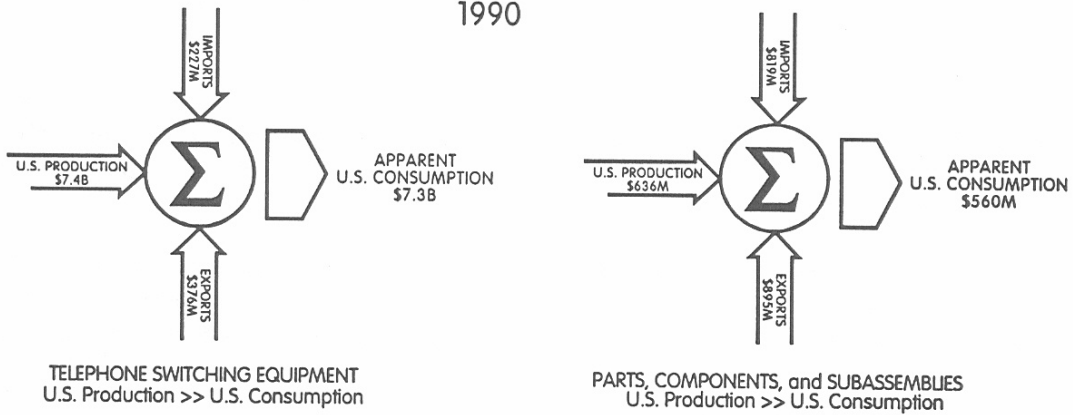 1990
IMPORTS
$227M
U.S. PRODUCTION
$7.4B
Σ
APPARENT
U.S. CONSUMPTION
$7.3B
EXPORTS
$376M
TELEPHONE SWITCHING EQUIPMENT
U.S. Production >> U.S. Consumption
IMPORTS
$819M
U.S. PRODUCTION
$636M
Σ
APPARENT
U.S. CONSUMPTION
$560M
EXPORTS
$895M
PARTS, COMPONENTS, and SUBASSEMBLIES
U.S. Production >> U.S. Consumption